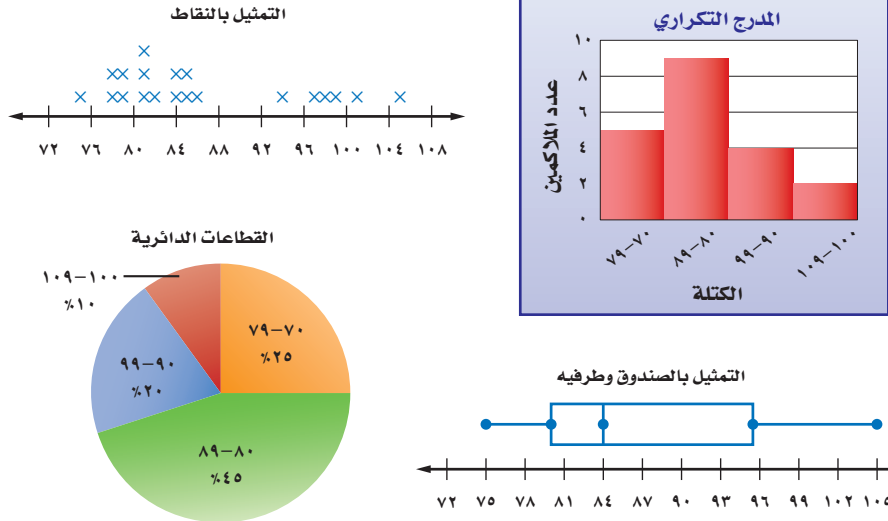 التمثيل بالنقاط
٧٢ ٧٦ ٨٠ ٨٤ ٨٨ ٩٢ ٩٦ ١٠٠ ١٠٤ ١٠٨
المدرج التكراري
١٠
٨
٦
٤
٢
٠
عدد الملاكمين
٧٠–٧٩
٨٠–٨٩
٩٠–٩٩
١٠٠–١٠٩
الكتلة
القطاعات الدائرية
١٠٠–١٠٩
٪١٠
٧٠–٧٩
٪٢٥
٩٠–٩٩
٪٢٠
٨٠–٨٩
٪٤٥
التمثيل بالصندوق وطرفيه
٧٢ ٧٥ ٧٨ ٨١ ٨٤ ٨٧ ٩٠ ٩٣ ٩٦ ٩٩ ١٠٢ ١٠٥